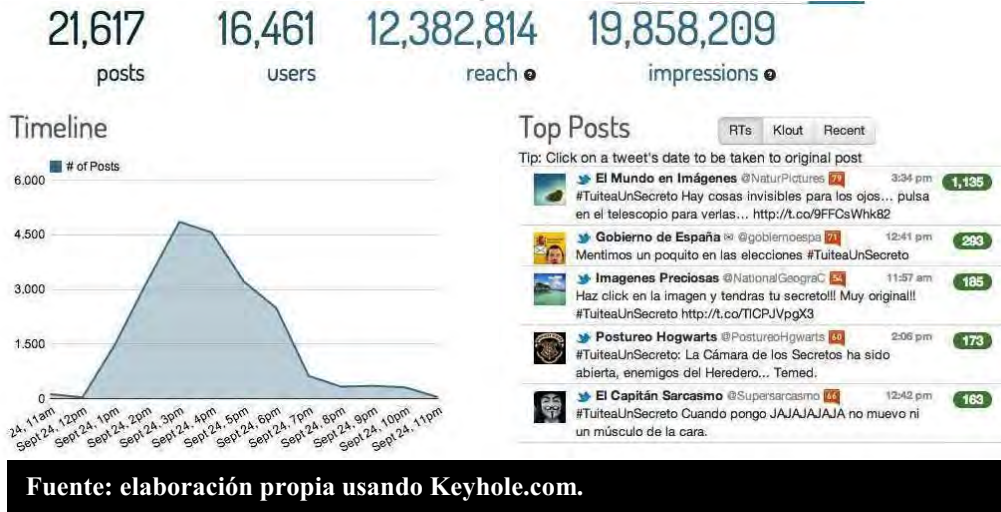 21,617
posts
16,461
users
12,382,814
reach
19,858,209
impressions
Timeline
# of Posts
6.000
4.500
3.000
1.500
0
24, 11am
Sept 24, 12pm
Sept 24, 1pm
Sept 24, 2pm
Sept 24, 3pm
Sept 24, 4pm
Sept 24, 5pm
Sept 24, 6pm
Sept 24, 7pm
Sept 24, 8pm
Sept 24, 9pm
Sept 24, 10pm
Sept 24, 11pm
Top Posts
RTs Klout Recent
Tip: Click on a tweet's date to be taken to original post
El Mundo en Imágenes @NaturPictures 79 3:34 pm 1,135
#TuiteaUnSecreto Hay cosas invisibles para los ojos... pulsa
en el telescopio para verlas... http://t.co/9FFCsWhk82
Gobierno de España @gobiernoespa 71 12:41 pm 293
Mentimos un poquito en las elecciones #TuiteaUnSecreto
Imagenes Preciosas @NationalGeograC 54 11:57 am 185
Haz click en la imagen y tendras tu secreto!!! Muy original!!
#TuiteaUnSecreto http://t.co/TlCPJVpgX3
Postureo Hogwarts @PostureoHgwarts 60 2:06 pm 173
#TuiteaUnSecreto: La Cámara de los Secretos ha sido
abierta, enemigos del Heredero... Temed.
El Capitán Sarcasmo @Supersarcasmo 66 12:42 pm 163
#TuiteaUnSecreto Cuando pongo JAJAJAJAJA no muevo ni
un músculo de la cara.
Fuente: elaboración propia usando Keyhole.com.